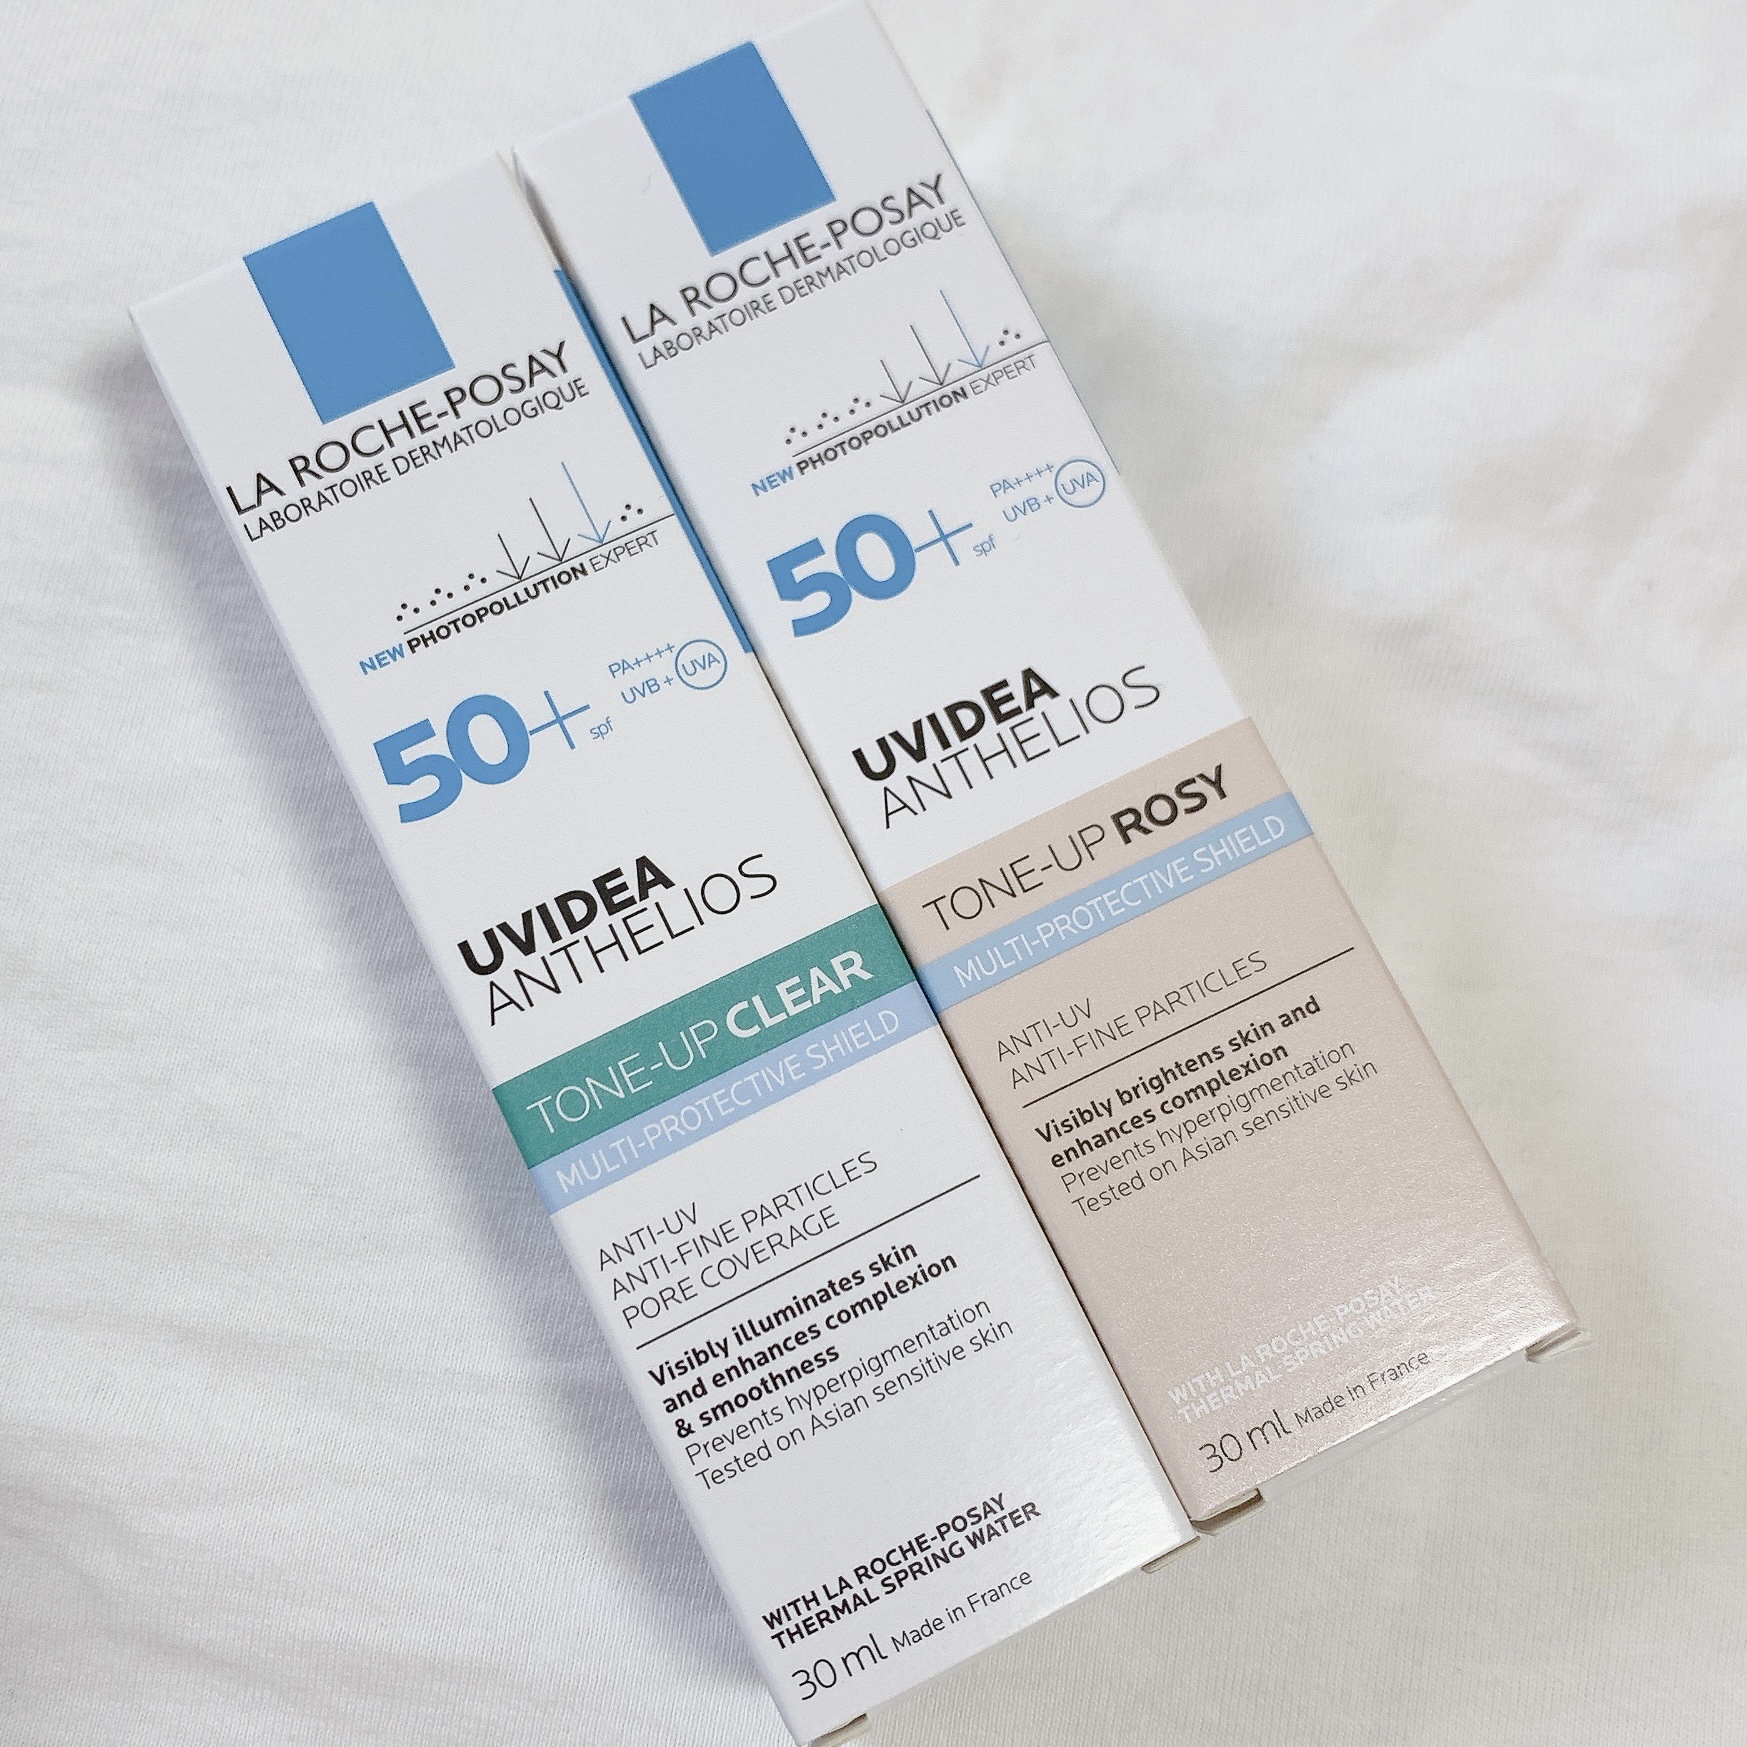 LA ROCHE-POSAY
LABORATOIRE DERMATOLOGIQUE
NEW PHOTOPOLLUTION EXPERT
50+ spf
PA++++
UVB + UVA
UVIDEA
ANTHELIOS
TONE-UP CLEAR
MULTI-PROTECTIVE SHIELD
ANTI-UV
ANTI-FINE PARTICLES
PORE COVERAGE
Visibly illuminates skin
and enhances complexion
& smoothness
Prevents hyperpigmentation
Tested on Asian sensitive skin
WITH LA ROCHE-POSAY
THERMAL SPRING WATER
30 ml Made in France
LA ROCHE-POSAY
LABORATOIRE DERMATOLOGIQUE
NEW PHOTOPOLLUTION EXPERT
50+ spf
PA++++
UVB + UVA
UVIDEA
ANTHELIOS
TONE-UP ROSY
MULTI-PROTECTIVE SHIELD
ANTI-UV
ANTI-FINE PARTICLES
Visibly brightens skin and
enhances complexion
Prevents hyperpigmentation
Tested on Asian sensitive skin
WITH LA ROCHE-POSAY
THERMAL SPRING WATER
30 ml Made in France